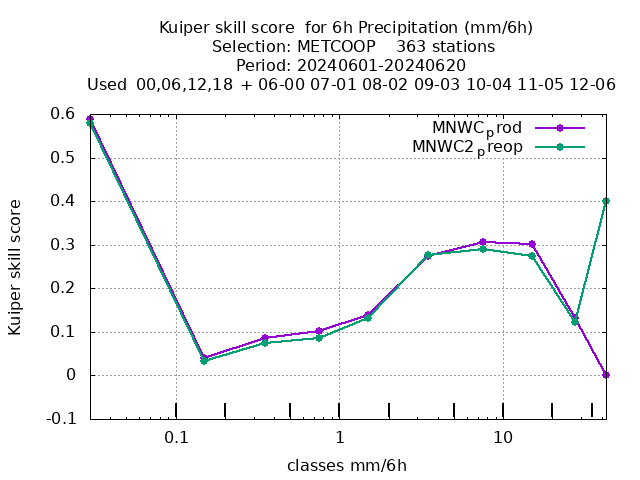 Kuiper skill score  for 6h Precipitation (mm/6h)
Selection: METCOOP    363 stations
Period: 20240601-20240620
Used  00,06,12,18  + 06-00 07-01 08-02 09-03 10-04 11-05 12-06
MNWCprod
MNWC2preop
0.6
0.5
0.4
0.3
0.2
0.1
0
-0.1
Kuiper skill score
0.1 1 10
classes mm/6h